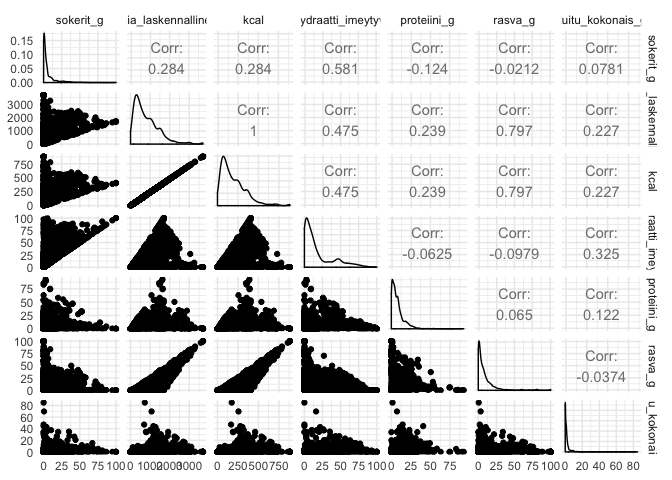 sokerit_g ia_laskennalline kcal ydraatti_imeyty proteiini_g rasva_g uitu_kokonais_
0.15 Corr: Corr: Corr: Corr: Corr: Corr: sokerit_g
0.10
0.05 0.284 0.284 0.581 -0.124 -0.0212 0.0781
0.00
3000 Corr: Corr: Corr: Corr: Corr: _laskennal
2000
1000 1 0.475 0.239 0.797 0.227
0
750 Corr: Corr: Corr: Corr: kcal
500
250 0.475 0.239 0.797 0.227
0
100 Corr: Corr: Corr: raatti_imey
75
50
25 -0.0625 -0.0979 0.325
0
75 Corr: Corr: proteiini_g
50
25 0.065 0.122
0
100 Corr: rasva_g
75
50
25 -0.0374
0
80 u_kokonai
60
40
20
0
0 25 50 75 100 0 1000 2000 3000 0 250 500 750 0 25 50 75 100 0 25 50 75 0 25 50 75 100 0 20 40 60 80